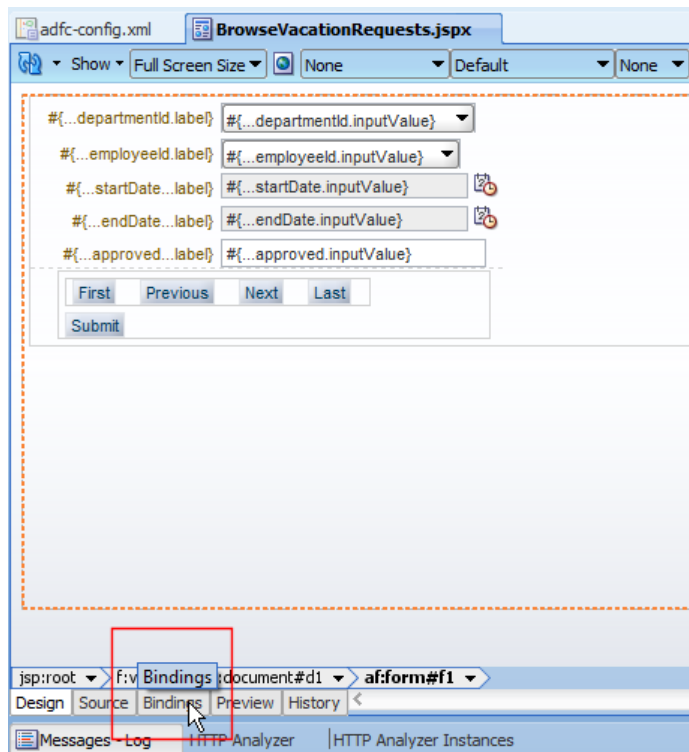 adfc-config.xml BrowseVacationRequests.jspx
Show Full Screen Size None Default None
#{...departmentId.label} #{...departmentId.inputValue}
#{...employeeId.label} #{...employeeId.inputValue}
#{...startDate...label} #{...startDate.inputValue}
#{...endDate...label} #{...endDate.inputValue}
#{...approved...label} #{...approved.inputValue}
First Previous Next Last
Submit
jsp:root f:v Bindings :document#d1 af:form#f1
Design Source Bindings Preview History
Messages - Log HTTP Analyzer HTTP Analyzer Instances